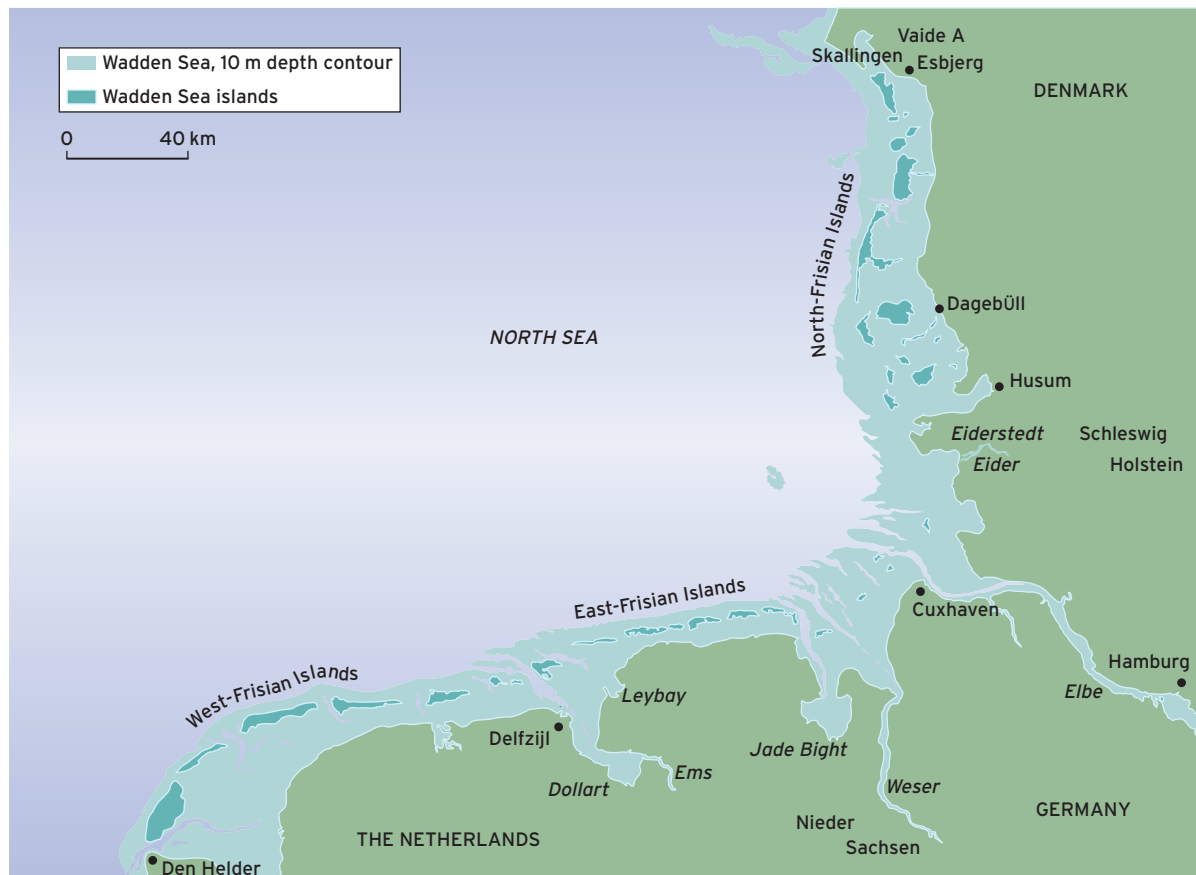 Wadden Sea, 10 m depth contour
Wadden Sea islands
0 40 km
Vaide A
Skallingen
Esbjerg
DENMARK
North-Frisian Islands
Dagebüll
NORTH SEA
Husum
Eiderstedt
Schleswig
Eider
Holstein
East-Frisian Islands
Cuxhaven
Hamburg
West-Frisian Islands
Leybay
Elbe
Delfzijl
Jade Bight
Ems
Dollart
Weser
GERMANY
Nieder
THE NETHERLANDS
Sachsen
Den Helder